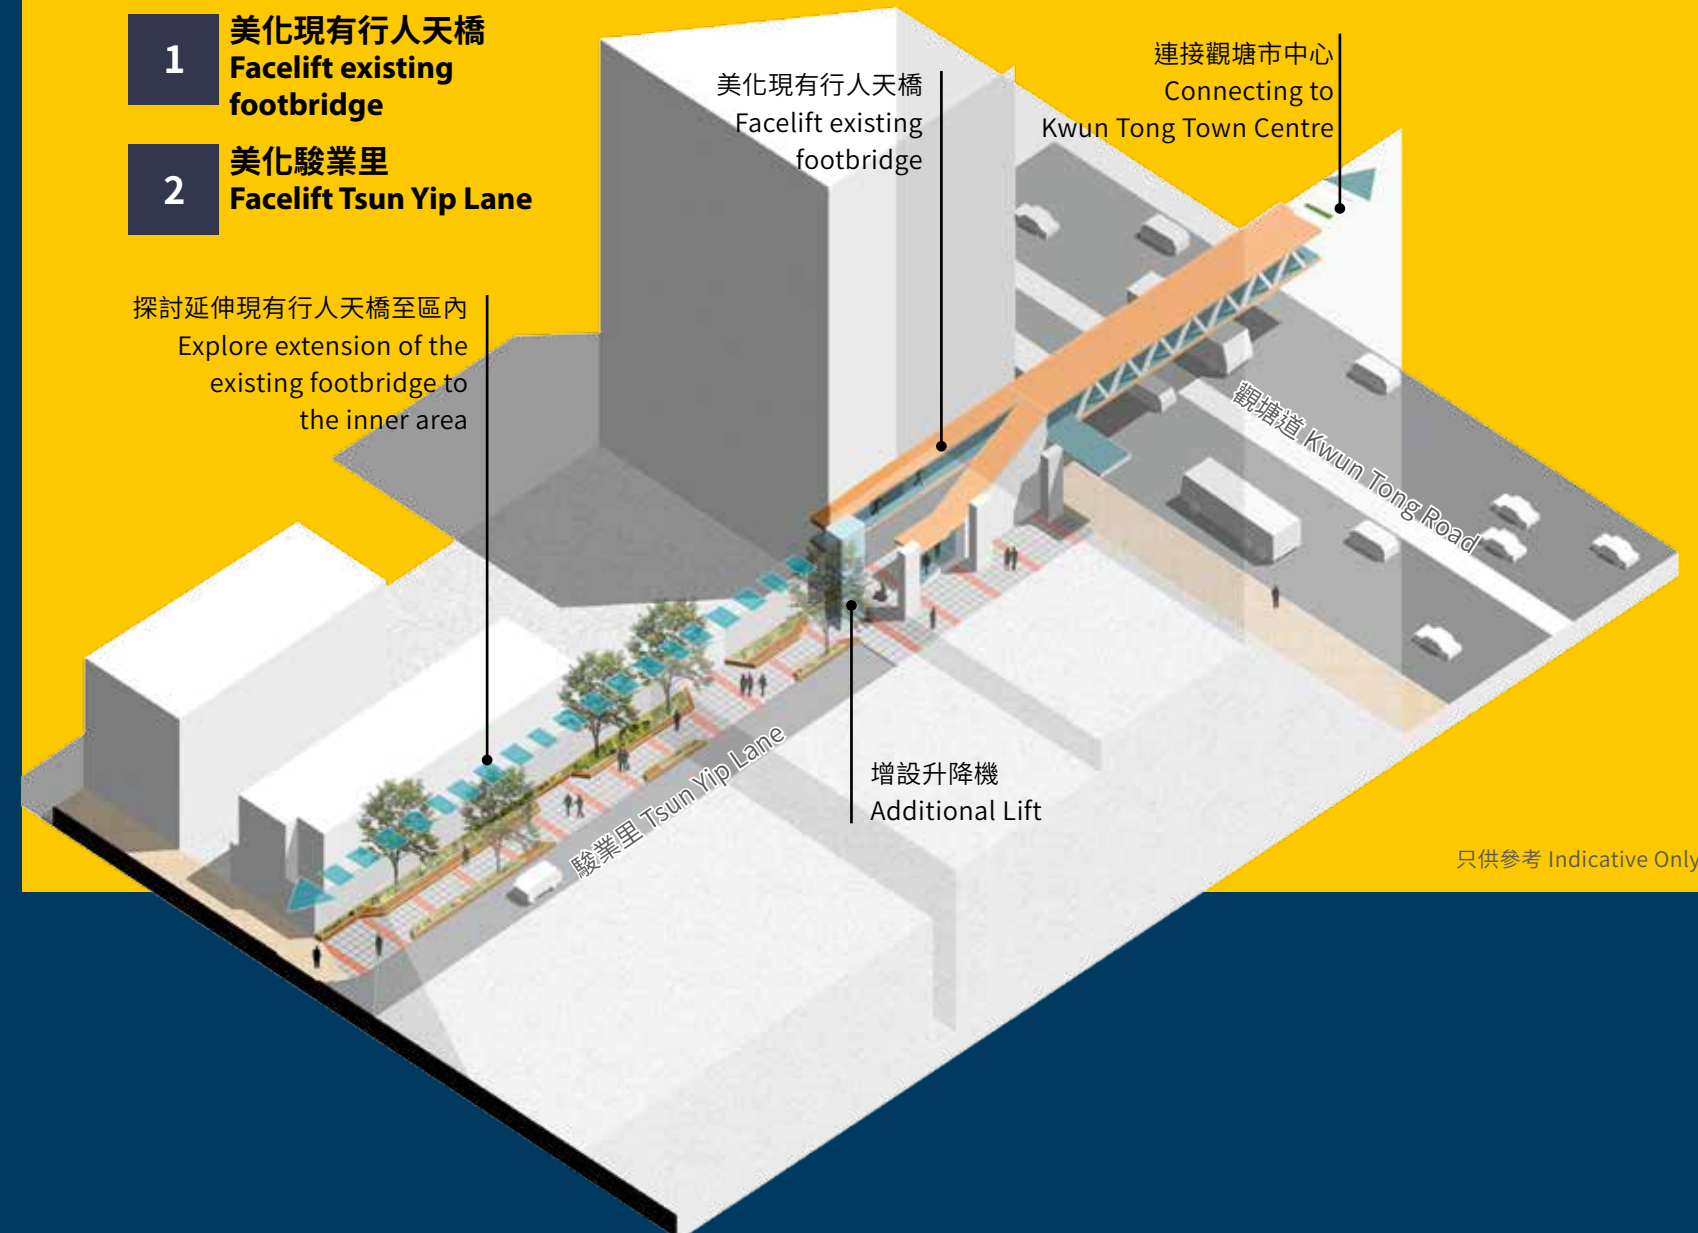 1
美化現有行人天橋
Facelift existing
footbridge
2
美化駿業里
Facelift Tsun Yip Lane
美化現有行人天橋
Facelift existing
footbridge
連接觀塘市中心
Connecting to
Kwun Tong Town Centre
探討延伸現有行人天橋至區內
Explore extension of the
existing footbridge to
the inner area
觀塘道 Kwun Tong Road
駿業里 Tsun Yip Lane
增設升降機
Additional Lift
只供參考 Indicative Only